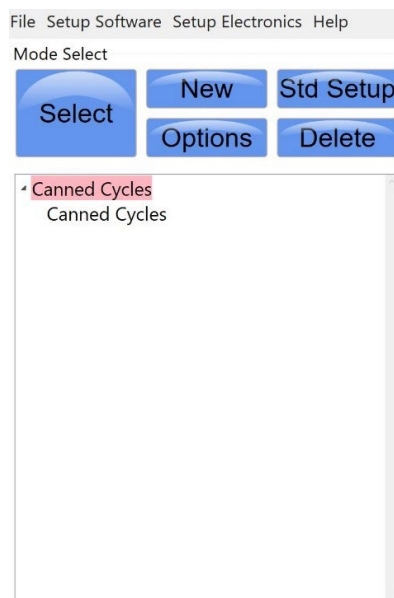 File Setup Software Setup Electronics Help
Mode Select
Select
New
Std Setup
Options
Delete
Canned Cycles
Canned Cycles